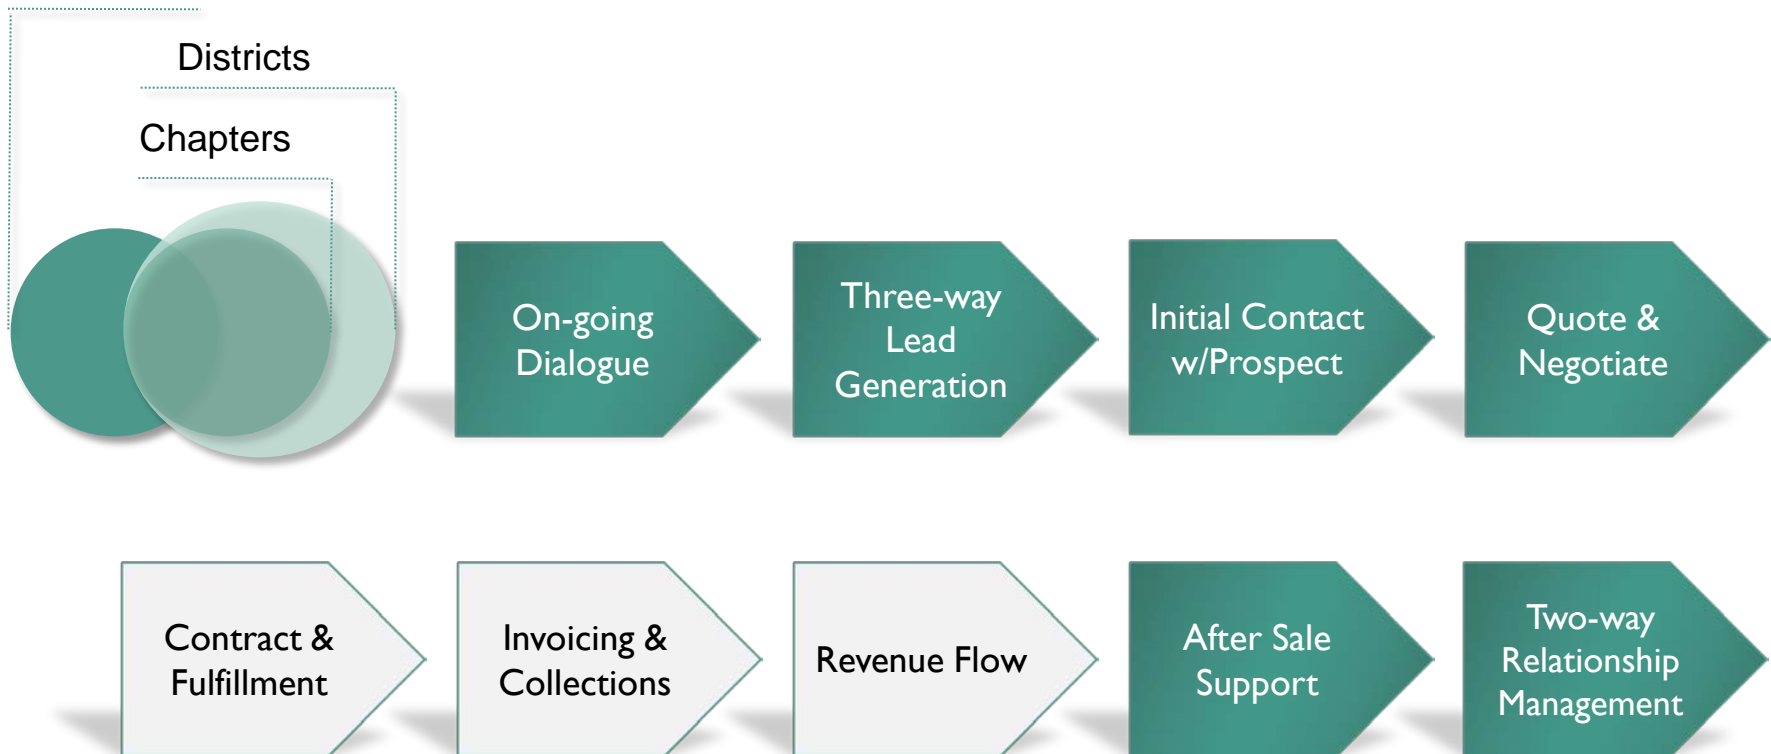 Districts
Chapters
On-going
Dialogue
Three-way
Lead
Generation
Initial Contact
w/Prospect
Quote &
Negotiate
Contract &
Fulfillment
Invoicing &
Collections
Revenue Flow
After Sale
Support
Two-way
Relationship
Management